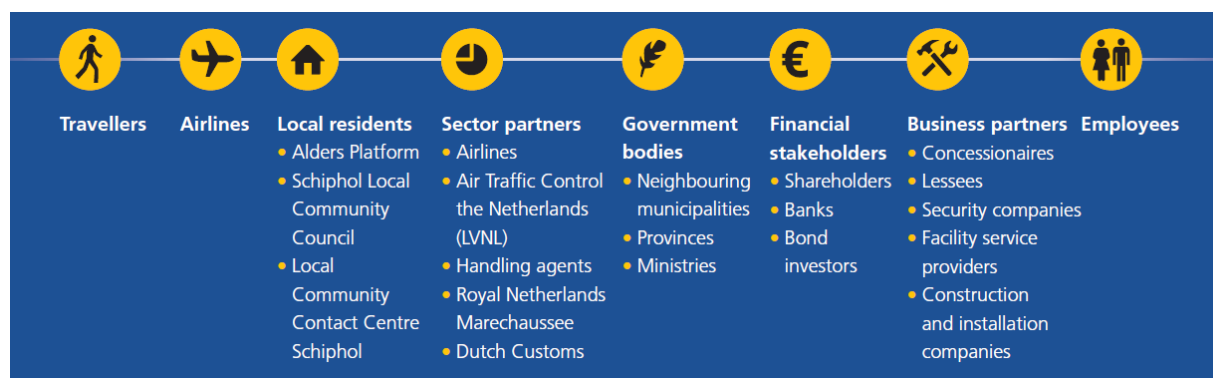 Travellers
Airlines
Local residents
• Alders Platform
• Schiphol Local
Community
Council
• Local
Community
Contact Centre
Schiphol
Sector partners
• Airlines
• Air Traffic Control
the Netherlands
(LVNL)
• Handling agents
• Royal Netherlands
Marechaussee
• Dutch Customs
Government
bodies
• Neighbouring
municipalities
• Provinces
• Ministries
€
Financial
stakeholders
• Shareholders
• Banks
• Bond
investors
Business partners
• Concessionaires
• Lessees
• Security companies
• Facility service
providers
• Construction
and installation
companies
Employees